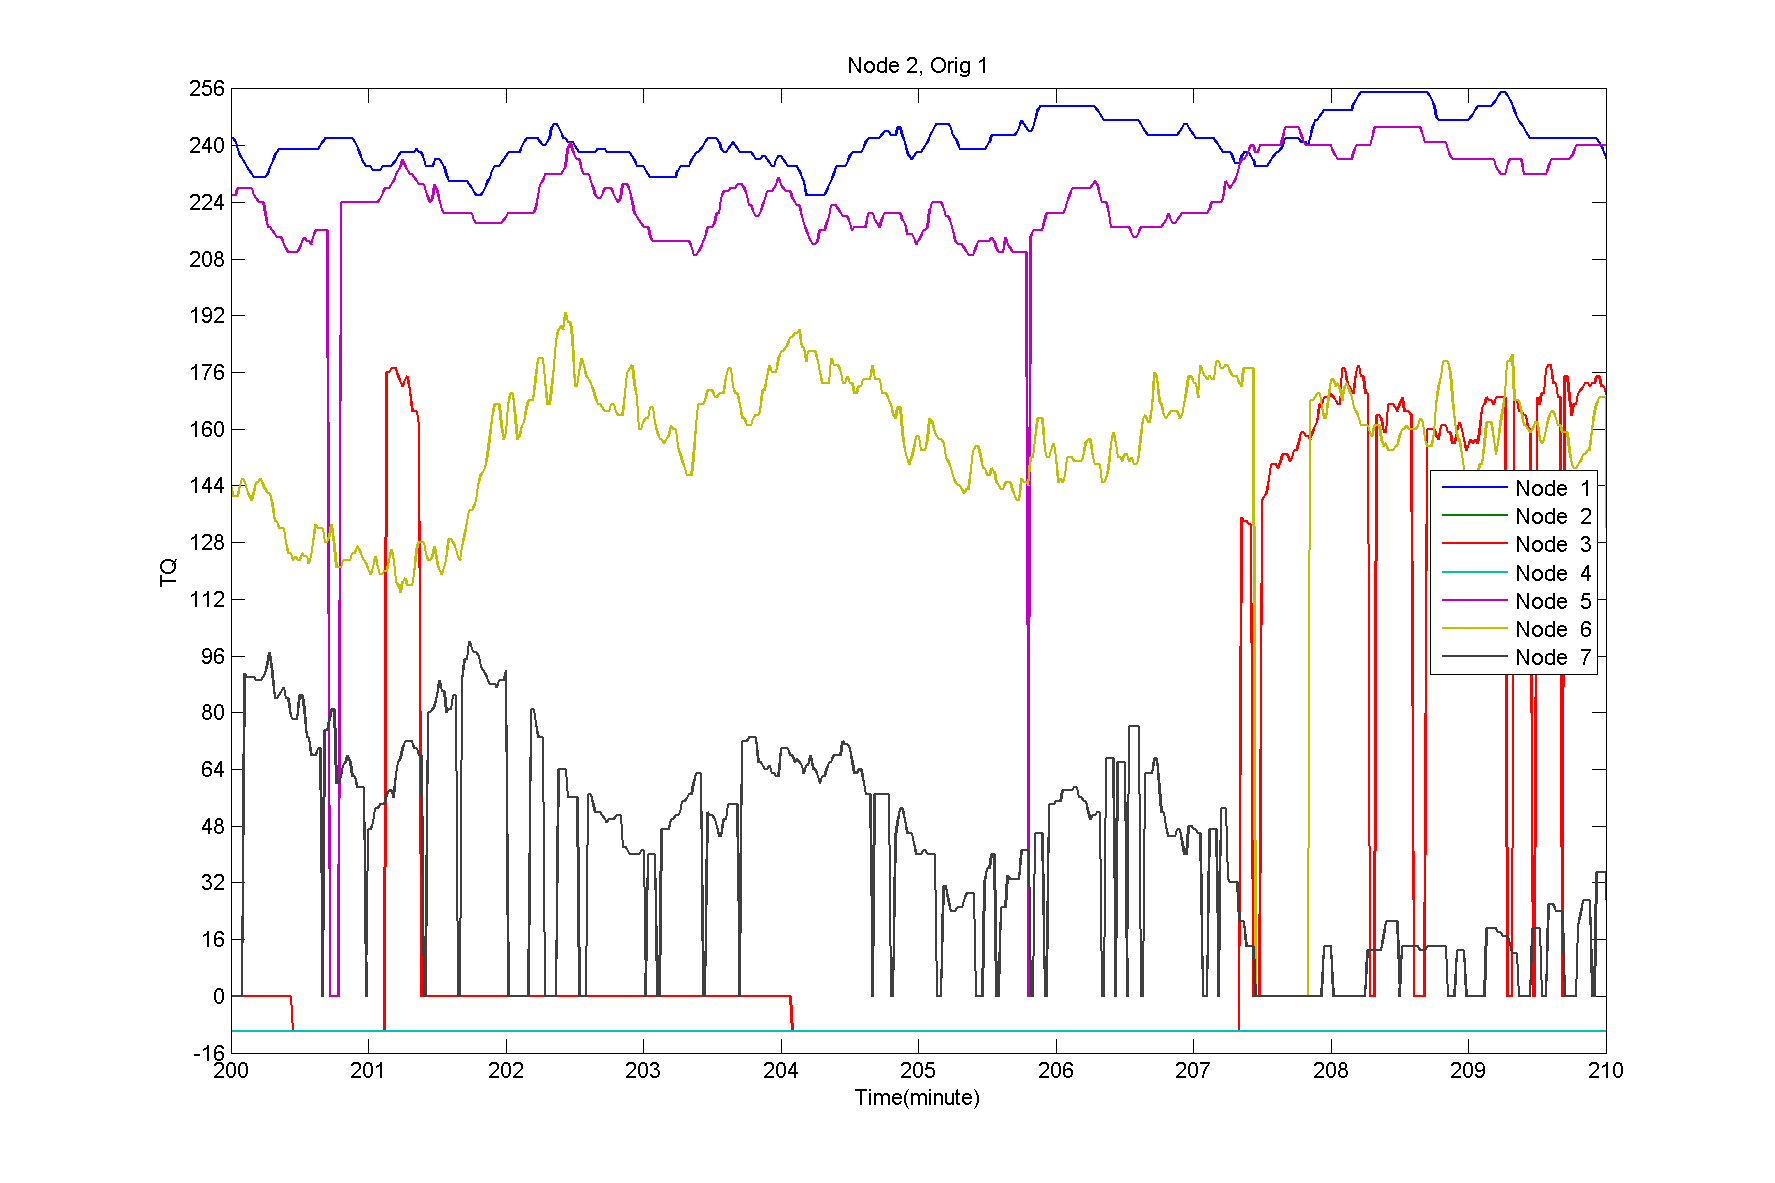 Node 2, Orig 1
256
240
224
208
192
176
160
144
128
112
96
80
64
48
32
16
0
-16
TQ
Node 1
Node 2
Node 3
Node 4
Node 5
Node 6
Node 7
200 201 202 203 204 205 206 207 208 209 210
Time(minute)